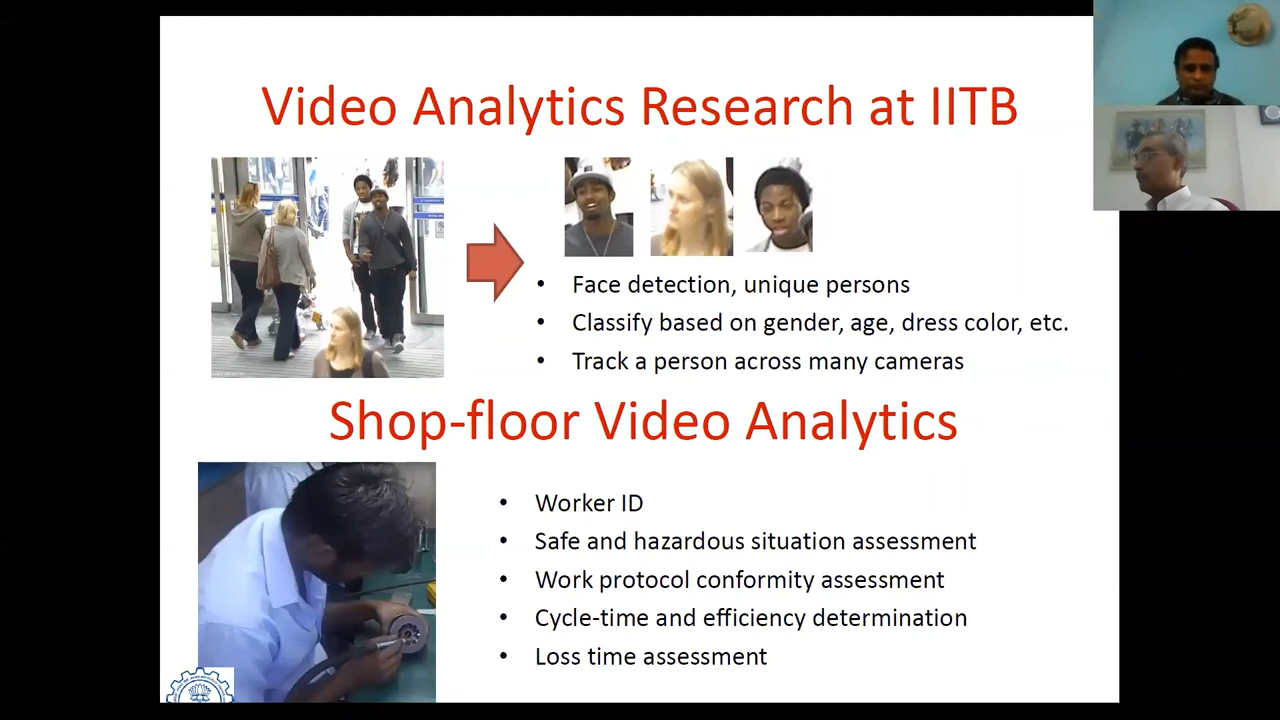 Video Analytics Research at IITB
• Face detection, unique persons
• Classify based on gender, age, dress color, etc.
• Track a person across many cameras
Shop-floor Video Analytics
• Worker ID
• Safe and hazardous situation assessment
• Work protocol conformity assessment
• Cycle-time and efficiency determination
• Loss time assessment